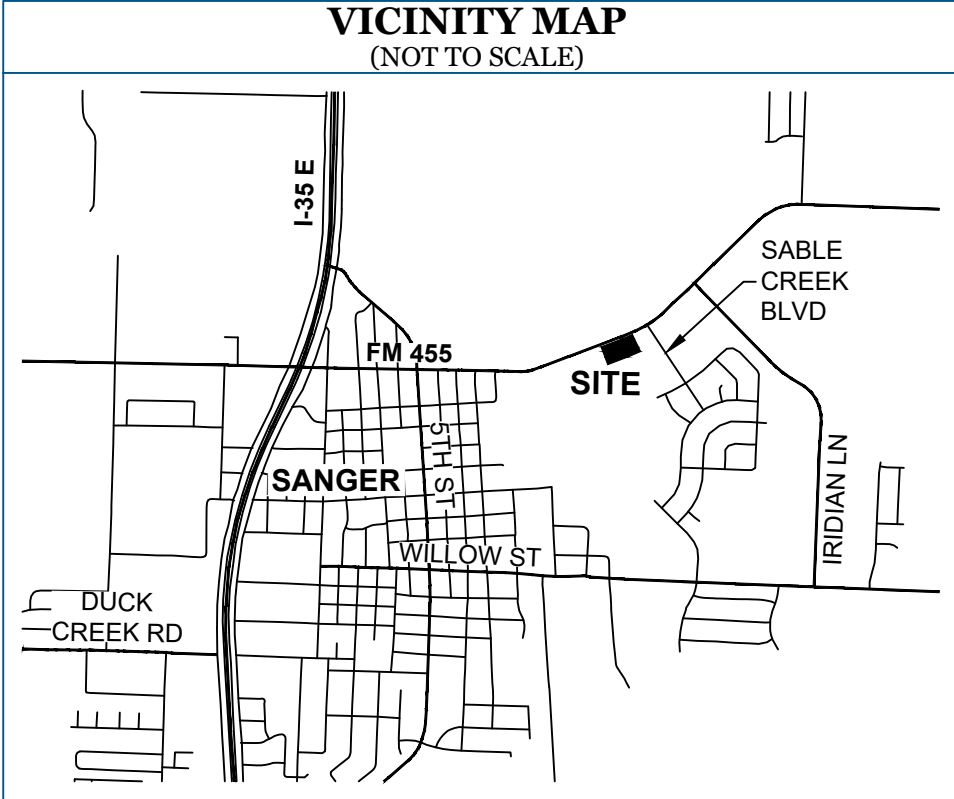 VICINITY MAP
(NOT TO SCALE)
I-35 E
SABLE
CREEK
BLVD
FM 455
SITE
5TH ST
SANGER
IRIDIAN LN
WILLOW ST
DUCK
CREEK RD